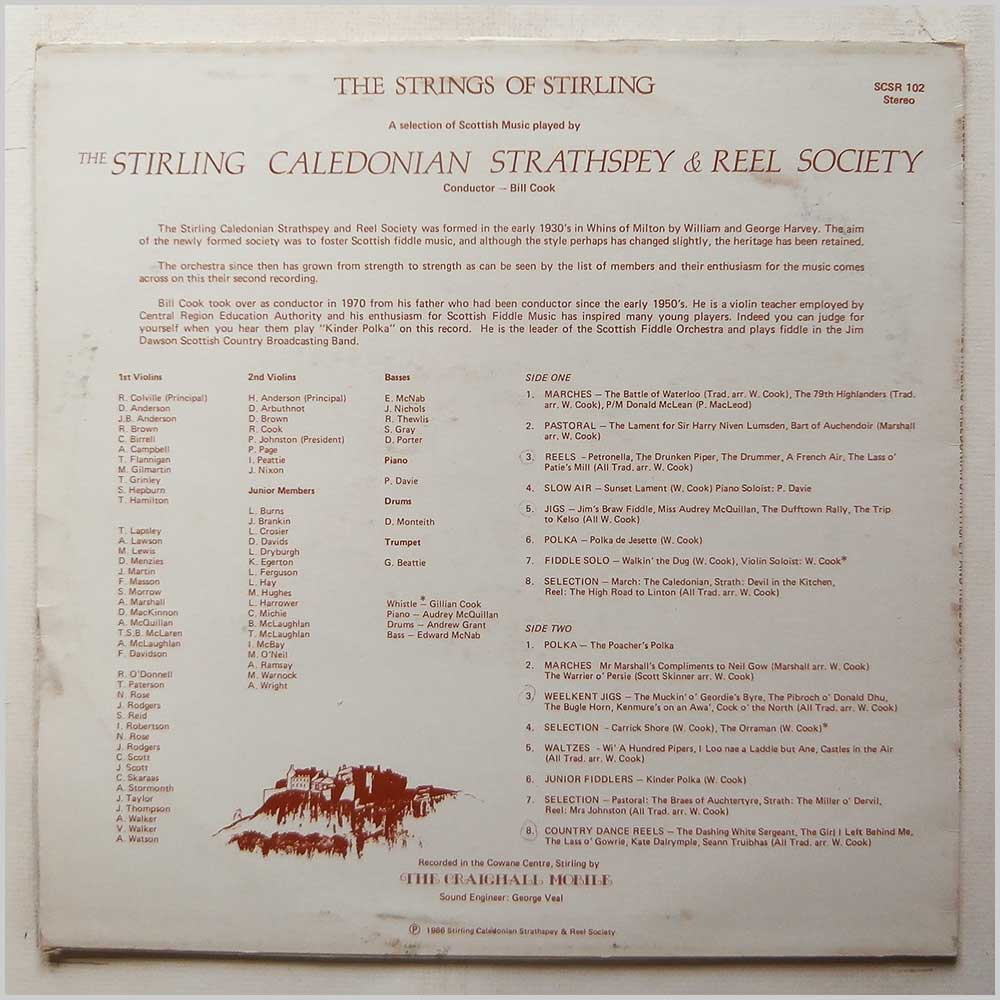 THE STRINGS OF STIRLING
SCSR 102
Stereo
A selection of Scottish Music played by
THE STIRLING CALEDONIAN STRATHSPEY & REEL SOCIETY
Conductor – Bill Cook
The Stirling Caledonian Strathspey and Reel Society was formed in the early 1930's in Whins of Milton by William and George Harvey. The aim
of the newly formed society was to foster Scottish fiddle music, and although the style perhaps has changed slightly, the heritage has been retained.
The orchestra since then has grown from strength to strength as can be seen by the list of members and their enthusiasm for the music comes
across on this their second recording.
Bill Cook took over as conductor in 1970 from his father who had been conductor since the early 1950's. He is a violin teacher employed by
Central Region Education Authority and his enthusiasm for Scottish Fiddle Music has inspired many young players. Indeed you can judge for
yourself when you hear them play "Kinder Polka" on this record. He is the leader of the Scottish Fiddle Orchestra and plays fiddle in the Jim
Dawson Scottish Country Broadcasting Band.
1st Violins
R. Colville (Principal)
D. Anderson
J.B. Anderson
R. Brown
C. Birrell
A. Campbell
T. Flannigan
M. Gilmartin
T. Grinley
S. Hepburn
T. Hamilton
T. Lapsley
A. Lawson
M. Lewis
D. Menzies
J. Martin
F. Masson
S. Morrow
A. Marshall
D. MacKinnon
A. McQuillan
T.S.B. McLaren
A. McLaughlan
F. Davidson
R. O'Donnell
T. Paterson
N. Rose
J. Rodgers
S. Reid
I. Robertson
N. Rose
J. Rodgers
C. Scott
J. Scott
C. Skaraas
A. Stormonth
J. Taylor
J. Thompson
A. Walker
V. Walker
A. Watson
2nd Violins
H. Anderson (Principal)
D. Arbuthnot
D. Brown
R. Cook
P. Johnston (President)
P. Page
I. Peattie
J. Nixon
Junior Members
L. Burns
J. Brankin
L. Crosier
D. Davids
L. Dryburgh
K. Egerton
L. Ferguson
L. Hay
M. Hughes
L. Harrower
C. Michie
B. McLaughlan
T. McLaughlan
I. McBay
M. O'Neil
A. Ramsay
M. Warnock
A. Wright
Basses
E. McNab
J. Nichols
R. Thewlis
S. Gray
D. Porter
Piano
P. Davie
Drums
D. Monteith
Trumpet
G. Beattie
Whistle * Gillian Cook
Piano – Audrey McQuillan
Drums – Andrew Grant
Bass – Edward McNab
SIDE ONE
1. MARCHES – The Battle of Waterloo (Trad. arr. W. Cook), The 79th Highlanders (Trad.
arr. W. Cook), P/M Donald McLean (P. MacLeod)
2. PASTORAL – The Lament for Sir Harry Niven Lumsden, Bart of Auchendoir (Marshall
arr. W. Cook)
3. REELS – Petronella, The Drunken Piper, The Drummer, A French Air, The Lass o'
Patie's Mill (All Trad. arr. W. Cook)
4. SLOW AIR – Sunset Lament (W. Cook) Piano Soloist: P. Davie
5. JIGS – Jim's Braw Fiddle, Miss Audrey McQuillan, The Dufftown Rally, The Trip
to Kelso (All W. Cook)
6. POLKA – Polka de Jesette (W. Cook)
7. FIDDLE SOLO – Walkin' the Dug (W. Cook), Violin Soloist: W. Cook*
8. SELECTION – March: The Caledonian, Strath: Devil in the Kitchen,
Reel: The High Road to Linton (All Trad. arr. W. Cook)
SIDE TWO
1. POLKA – The Poacher's Polka
2. MARCHES Mr Marshall's Compliments to Neil Gow (Marshall arr. W. Cook)
The Warrier o' Persie (Scott Skinner arr. W. Cook)
3. WEELKENT JIGS – The Muckin' o' Geordie's Byre, The Pibroch o' Donald Dhu,
The Bugle Horn, Kenmure's on an Awa', Cock o' the North (All Trad. arr. W. Cook)
4. SELECTION – Carrick Shore (W. Cook), The Orraman (W. Cook)*
5. WALTZES – Wi' A Hundred Pipers, I Loo nae a Laddie but Ane, Castles in the Air
(All Trad. arr. W. Cook)
6. JUNIOR FIDDLERS – Kinder Polka (W. Cook)
7. SELECTION – Pastoral: The Braes of Auchtertyre, Strath: The Miller o' Dervil,
Reel: Mrs Johnston (All Trad. arr. W. Cook)
8. COUNTRY DANCE REELS – The Dashing White Sergeant, The Girl I Left Behind Me,
The Lass o' Gowrie, Kate Dalrymple, Seann Truibhas (All Trad. arr. W. Cook)
Recorded in the Cowane Centre, Stirling by
THE CRAIGHALL MOBILE
Sound Engineer: George Veal
Ⓟ 1986 Stirling Caledonian Strathspey & Reel Society